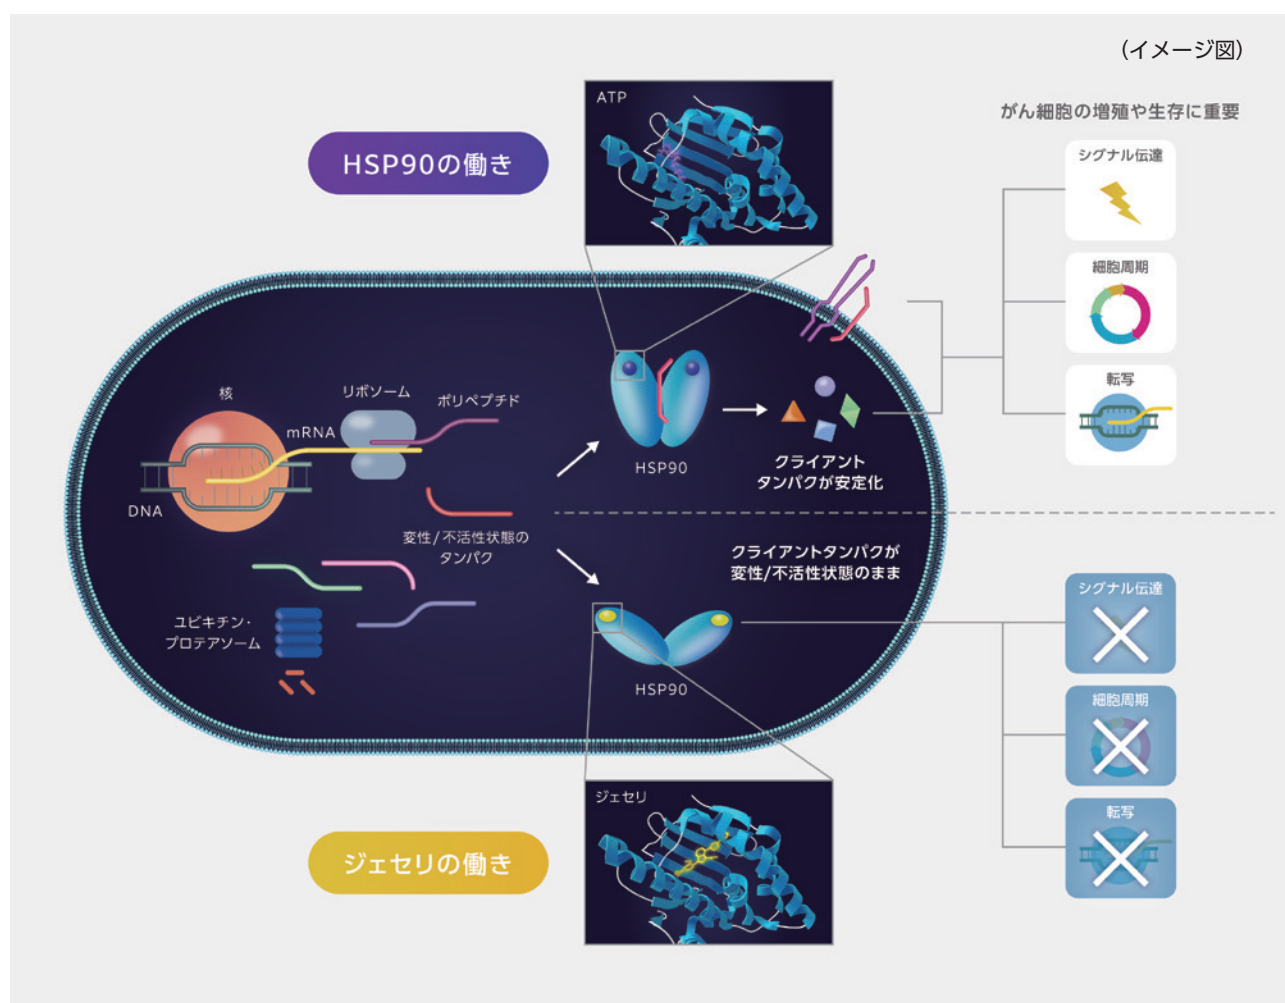 （イメージ図）
ATP
がん細胞の増殖や生存に重要
HSP90の働き
シグナル伝達
細胞周期
転写
核
リボソーム
ポリペプチド
mRNA
DNA
HSP90
クライアント
タンパクが安定化
変性/不活性状態の
タンパク
クライアントタンパクが
変性/不活性状態のまま
ユビキチン・
プロテアソーム
HSP90
シグナル伝達
細胞周期
転写
ジェセリ
ジェセリの働き